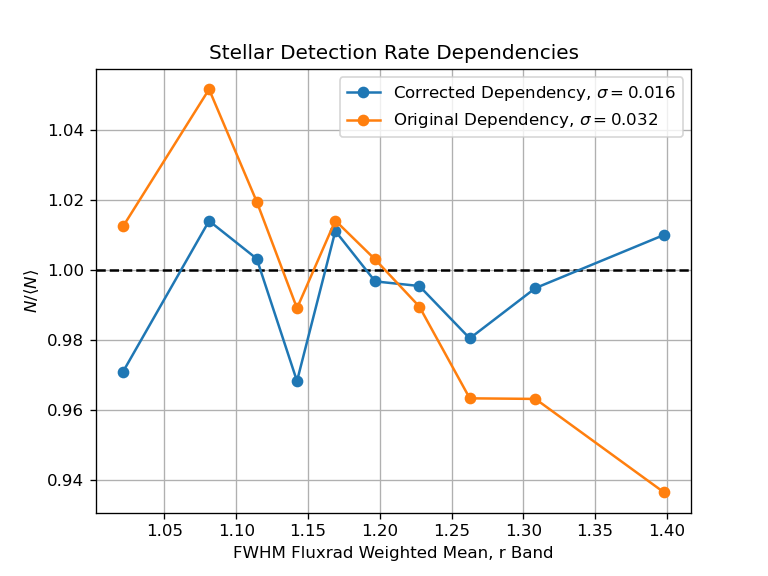 Stellar Detection Rate Dependencies
Corrected Dependency, σ = 0.016
Original Dependency, σ = 0.032
N/⟨N⟩
1.04
1.02
1.00
0.98
0.96
0.94
1.05 1.10 1.15 1.20 1.25 1.30 1.35 1.40
FWHM Fluxrad Weighted Mean, r Band